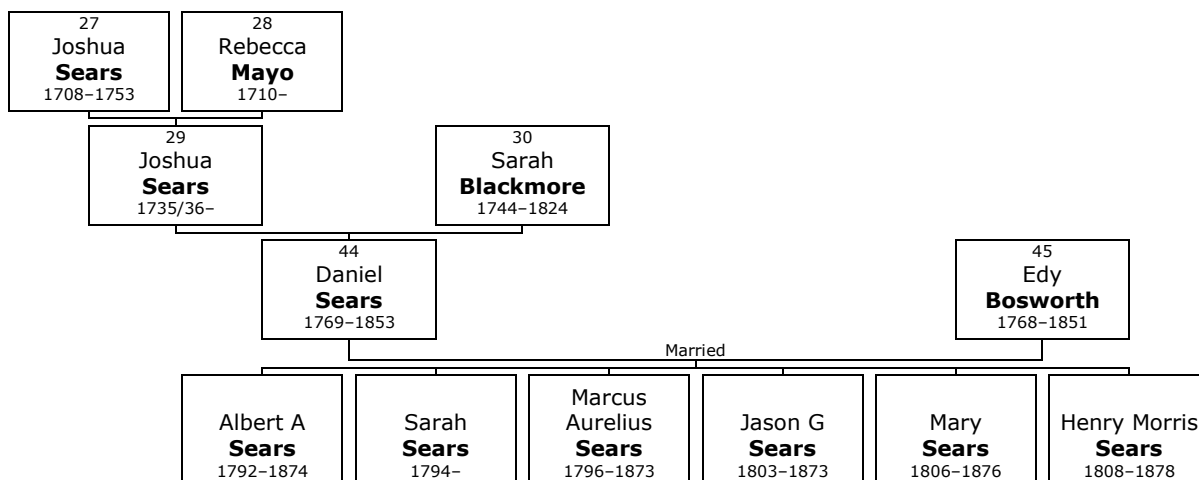 27
Joshua
Sears
1708–1753
28
Rebecca
Mayo
1710–
29
Joshua
Sears
1735/36–
30
Sarah
Blackmore
1744–1824
44
Daniel
Sears
1769–1853
45
Edy
Bosworth
1768–1851
Married
Albert A
Sears
1792–1874
Sarah
Sears
1794–
Marcus
Aurelius
Sears
1796–1873
Jason G
Sears
1803–1873
Mary
Sears
1806–1876
Henry Morris
Sears
1808–1878